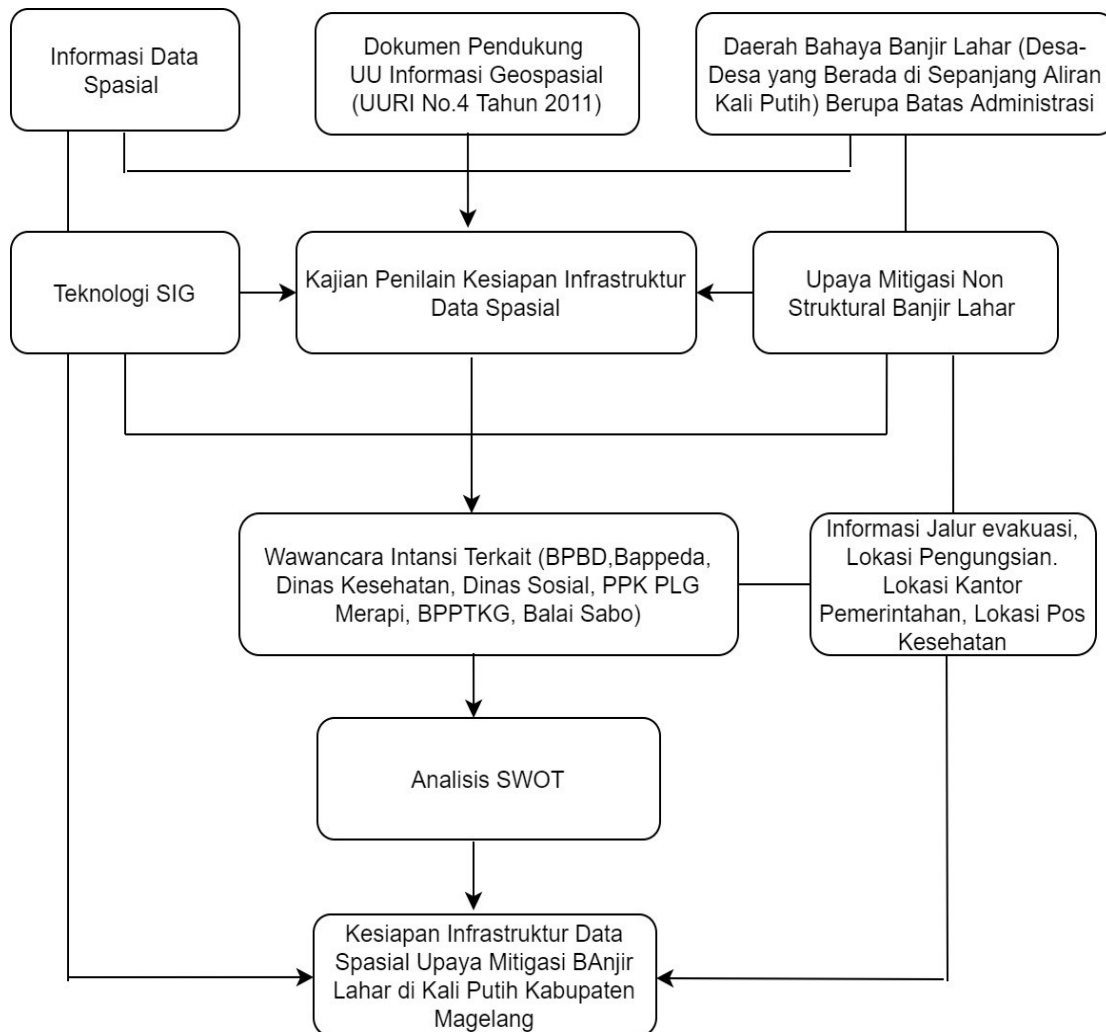 Informasi Data
Spasial
Dokumen Pendukung
UU Informasi Geospasial
(UURI No.4 Tahun 2011)
Daerah Bahaya Banjir Lahar (Desa-
Desa yang Berada di Sepanjang Aliran
Kali Putih) Berupa Batas Administrasi
Teknologi SIG
Kajian Penilain Kesiapan Infrastruktur
Data Spasial
Upaya Mitigasi Non
Struktural Banjir Lahar
Wawancara Intansi Terkait (BPBD,Bappeda,
Dinas Kesehatan, Dinas Sosial, PPK PLG
Merapi, BPPTKG, Balai Sabo)
Informasi Jalur evakuasi,
Lokasi Pengungsian.
Lokasi Kantor
Pemerintahan, Lokasi Pos
Kesehatan
Analisis SWOT
Kesiapan Infrastruktur Data
Spasial Upaya Mitigasi BAnjir
Lahar di Kali Putih Kabupaten
Magelang